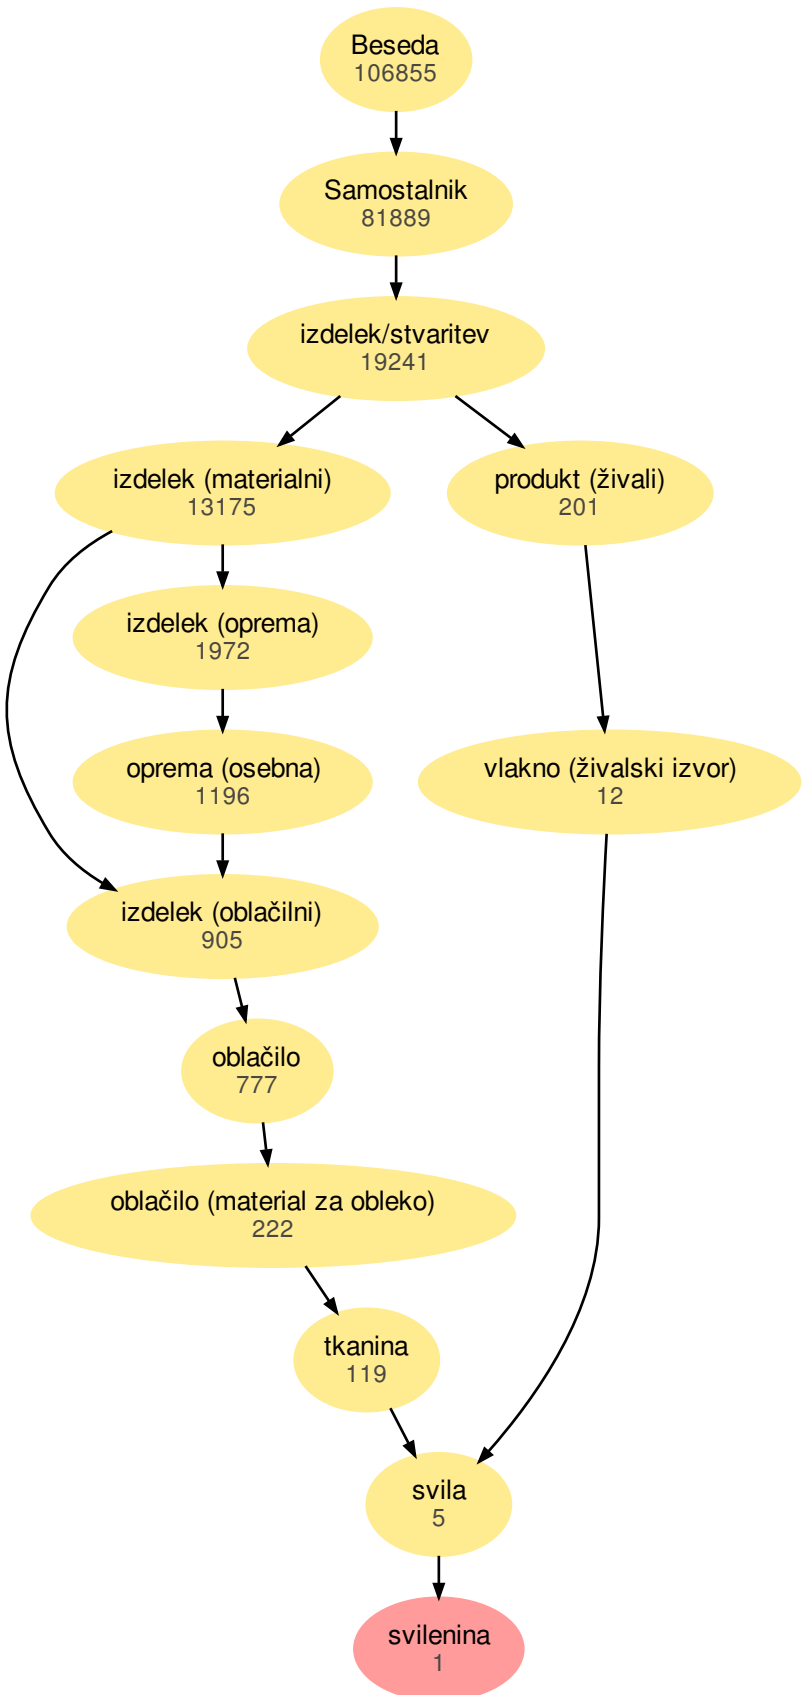 Beseda
106855
Samostalnik
81889
izdelek/stvaritev
19241
izdelek (materialni)
13175
produkt (živali)
201
izdelek (oprema)
1972
oprema (osebna)
1196
vlakno (živalski izvor)
12
izdelek (oblačilni)
905
oblačilo
777
oblačilo (material za obleko)
222
tkanina
119
svila
5
svilenina
1